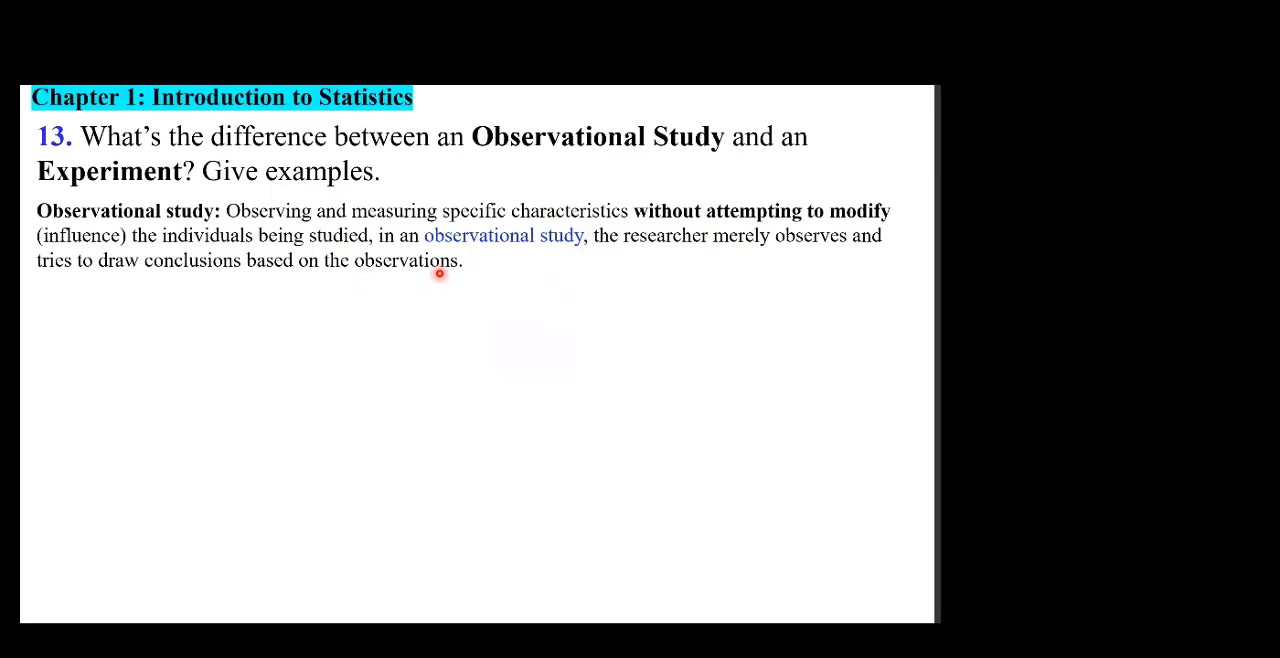 Chapter 1: Introduction to Statistics
13. What's the difference between an Observational Study and an
Experiment? Give examples.
Observational study: Observing and measuring specific characteristics without attempting to modify
(influence) the individuals being studied, in an observational study, the researcher merely observes and
tries to draw conclusions based on the observations.